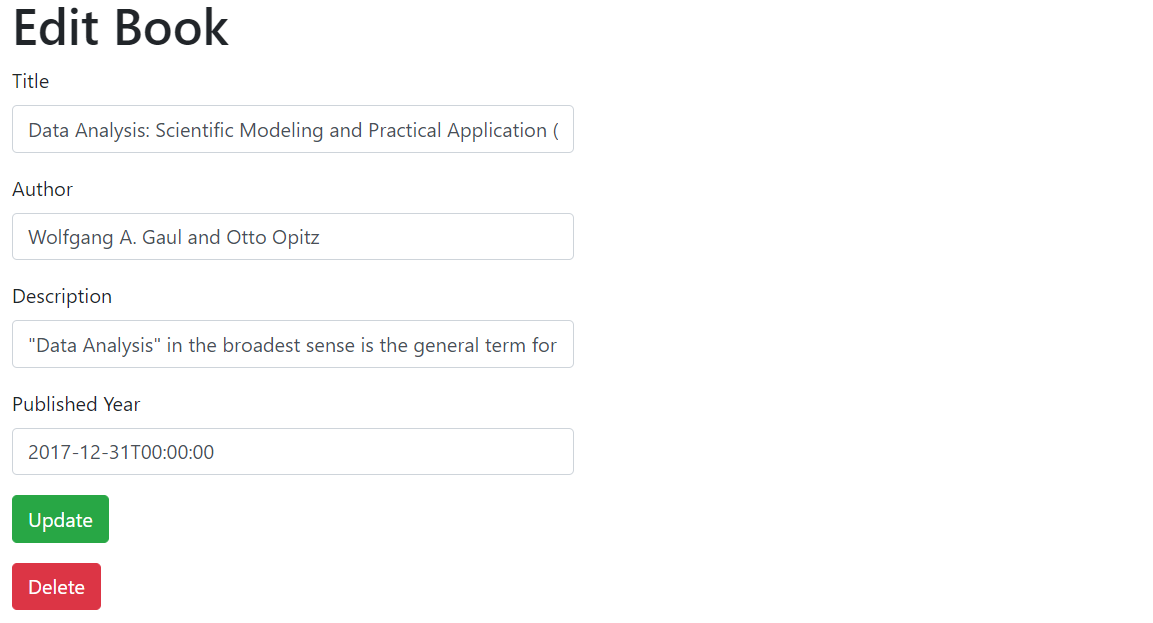 Edit Book
Title
Data Analysis: Scientific Modeling and Practical Application (
Author
Wolfgang A. Gaul and Otto Opitz
Description
"Data Analysis" in the broadest sense is the general term for
Published Year
2017-12-31T00:00:00
Update
Delete